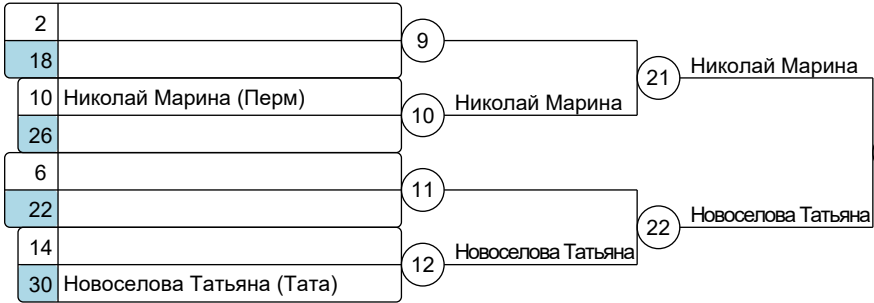 2
9
18
21 Николай Марина
10 Николай Марина (Перм)
10 Николай Марина
26
6
11
22
22 Новоселова Татьяна
14
12 Новоселова Татьяна
30 Новоселова Татьяна (Тата)